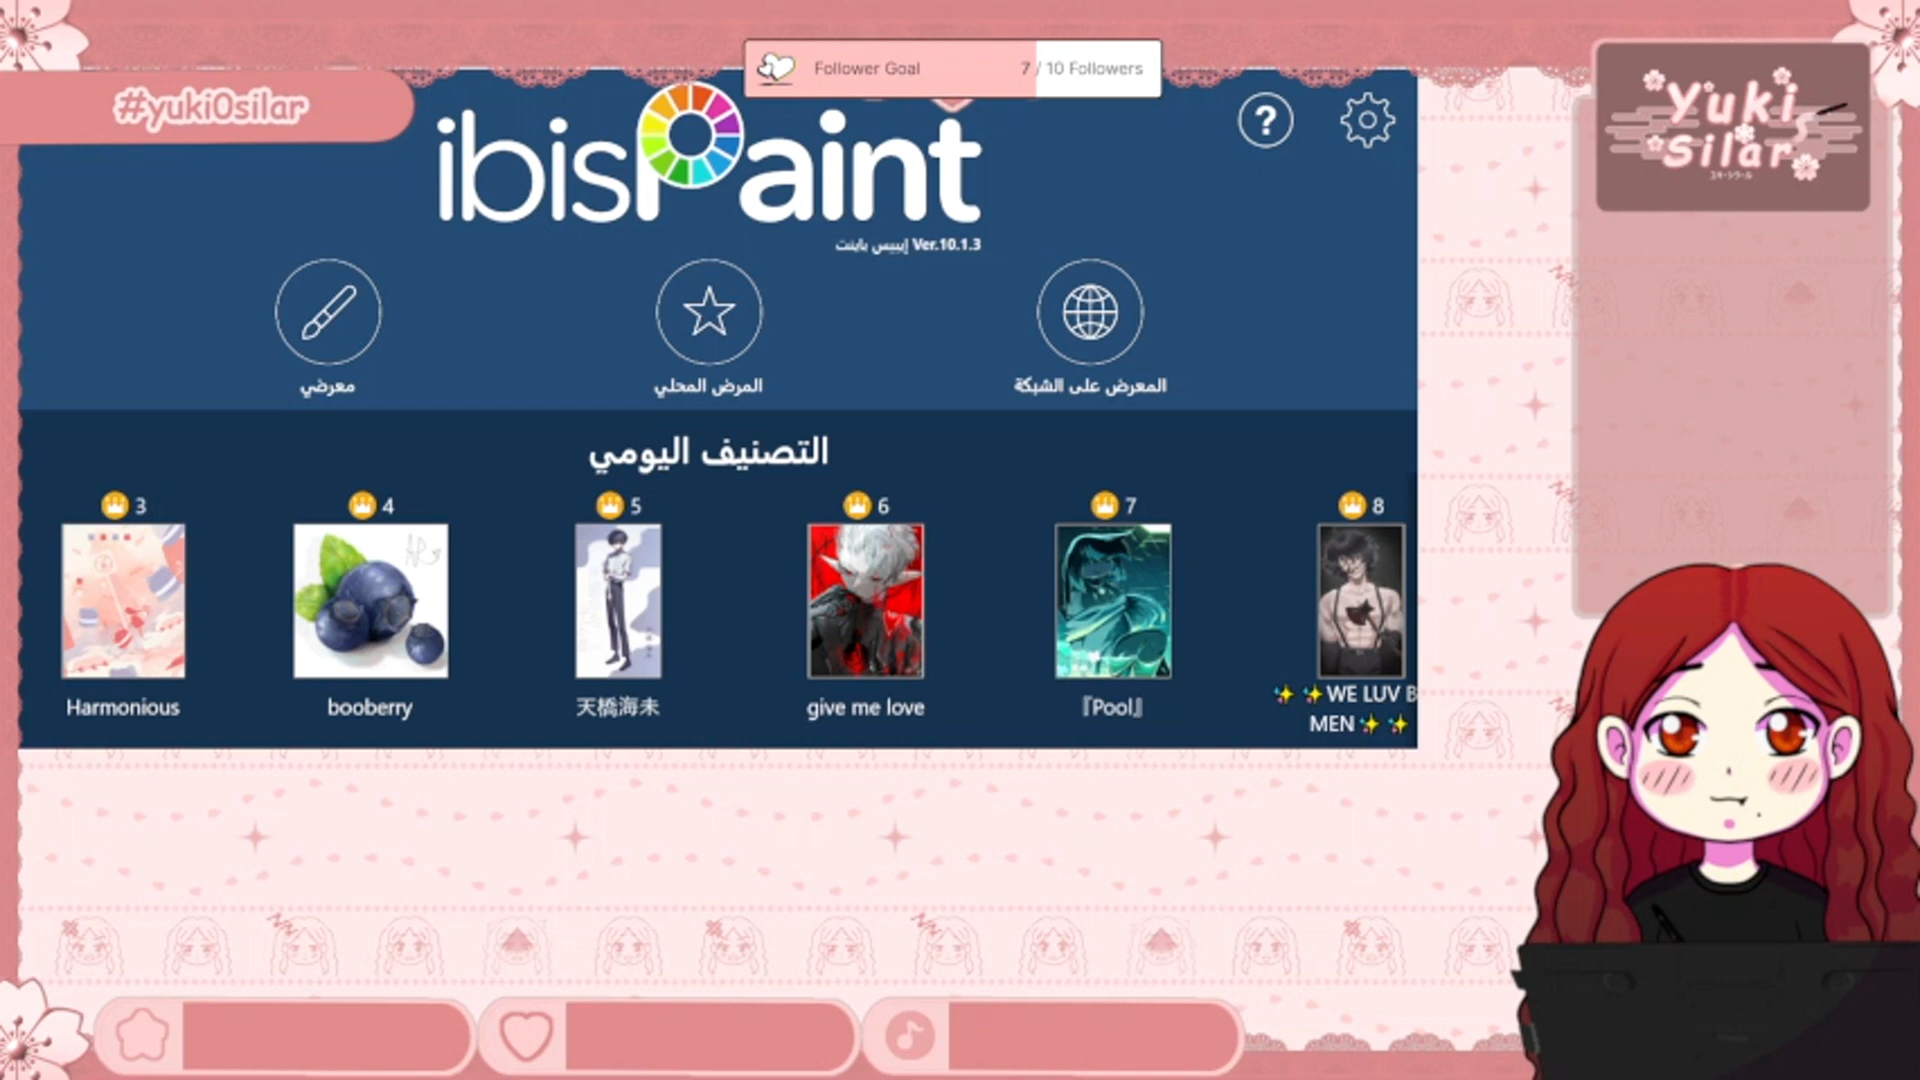 Follower Goal 7 / 10 Followers
#yuki0silar
Yuki
Silar
ibisPaint
إيبيس باينت Ver.10.1.3
معرضي
المرض المحلي
المعرض على الشبكة
التصنيف اليومي
3
4
5
6
7
8
Harmonious
booberry
天橋海未
give me love
『Pool』
✨ ✨WE LUV B
MEN✨ ✨